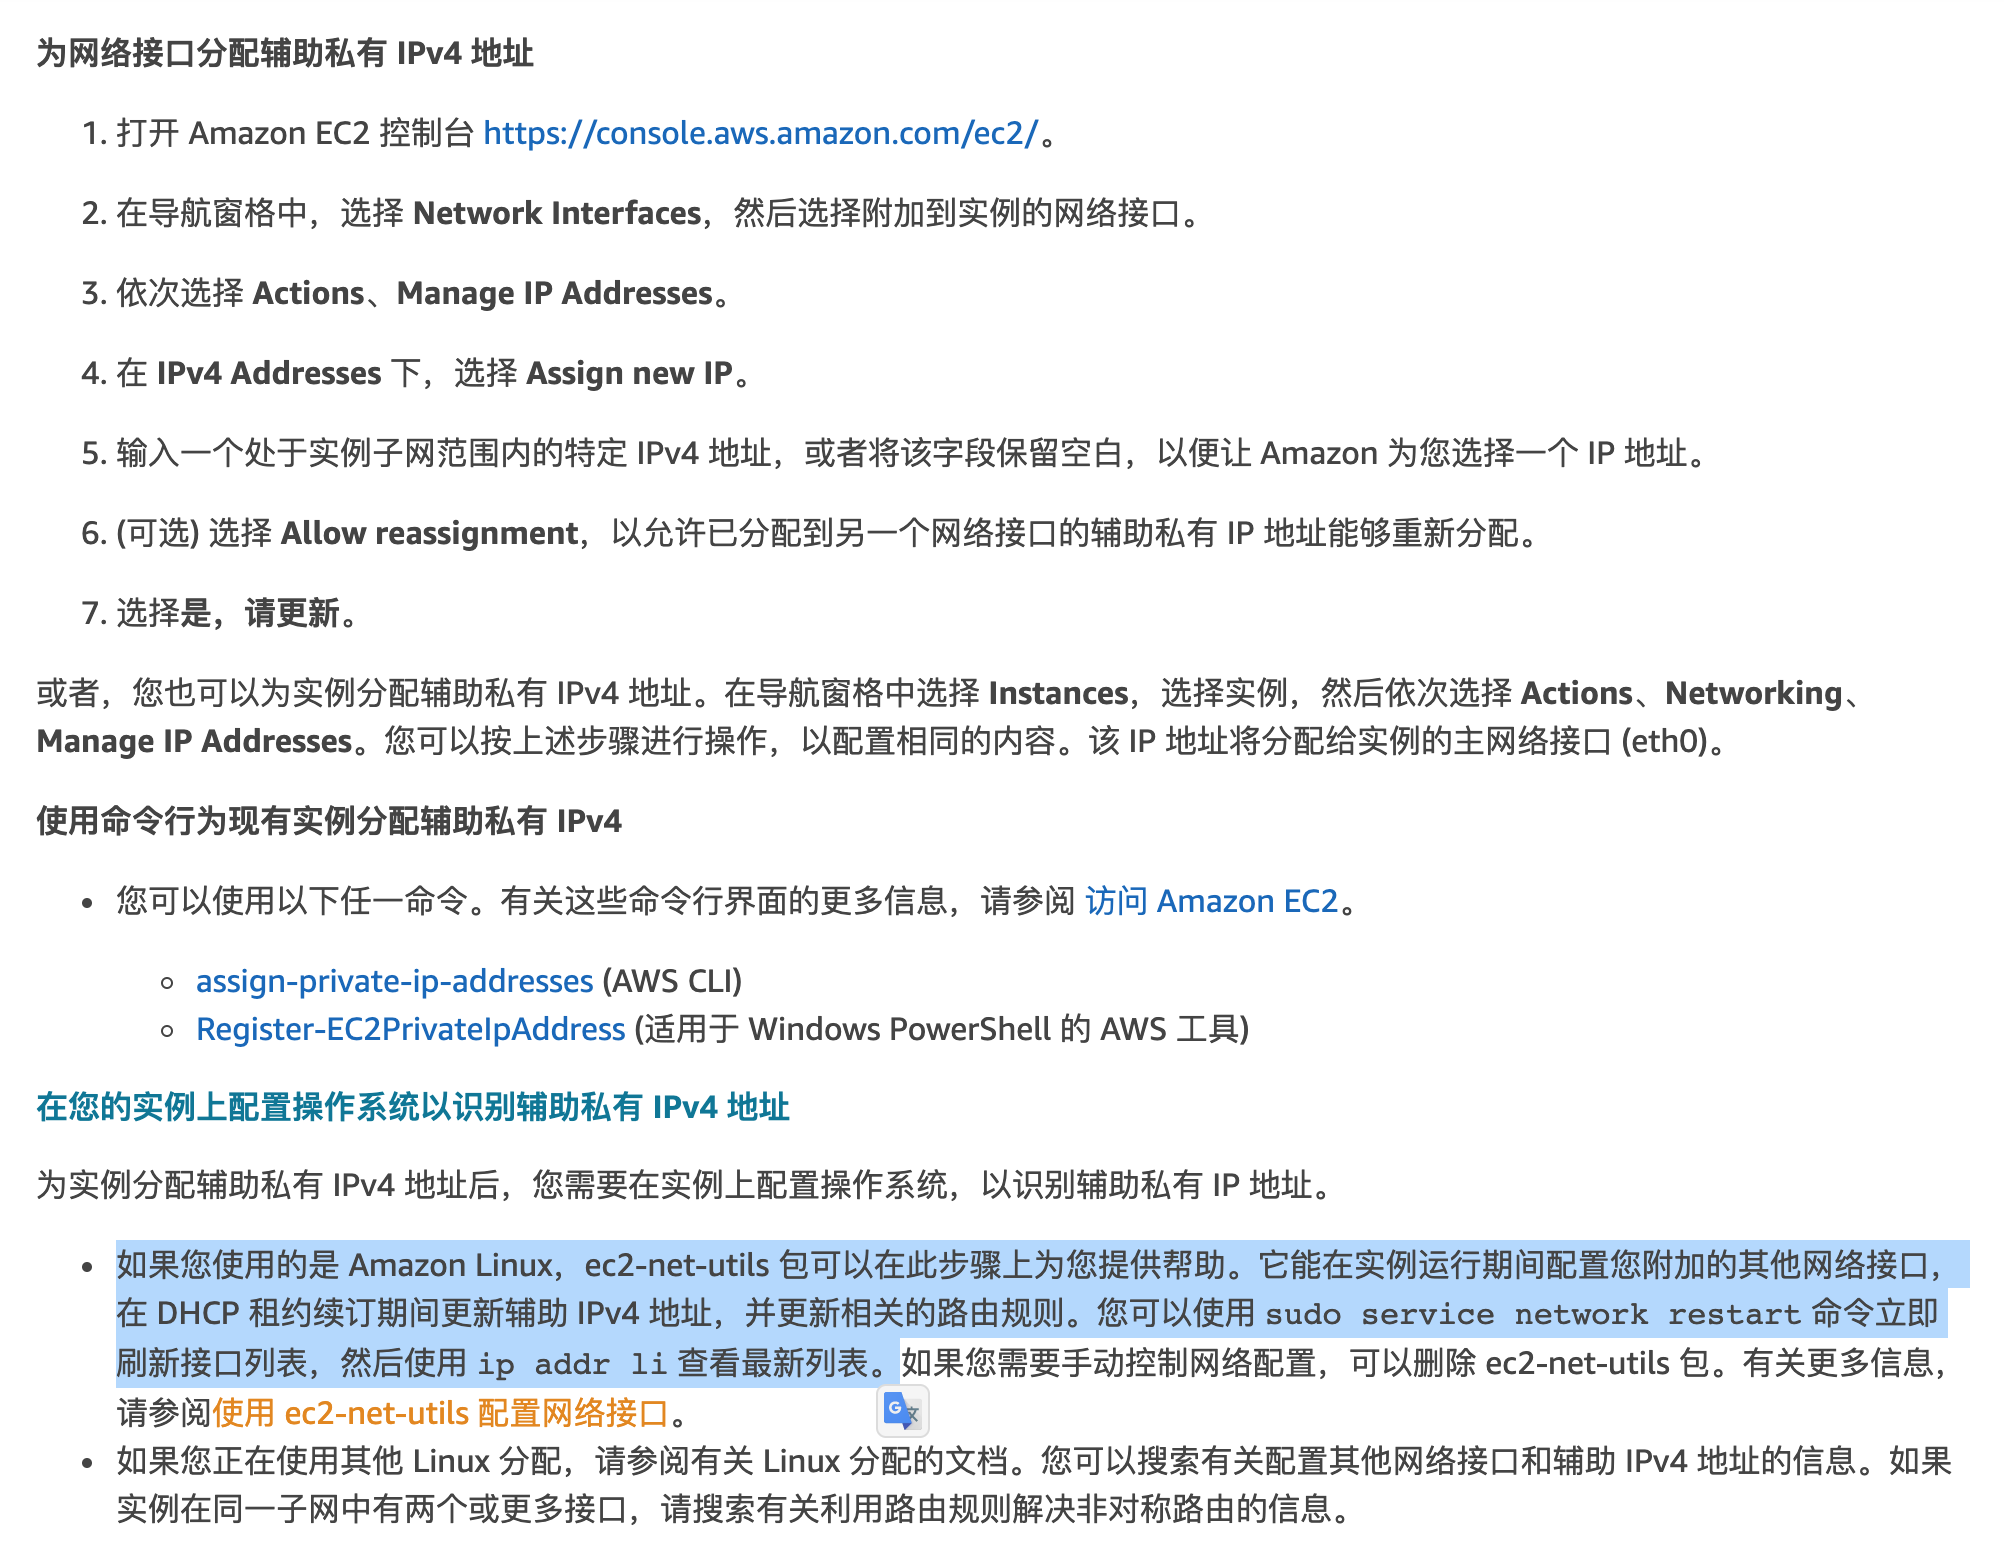 为网络接口分配辅助私有 IPv4 地址
1. 打开 Amazon EC2 控制台 https://console.aws.amazon.com/ec2/。
2. 在导航窗格中，选择 Network Interfaces，然后选择附加到实例的网络接口。
3. 依次选择 Actions、Manage IP Addresses。
4. 在 IPv4 Addresses 下，选择 Assign new IP。
5. 输入一个处于实例子网范围内的特定 IPv4 地址，或者将该字段保留空白，以便让 Amazon 为您选择一个 IP 地址。
6. (可选) 选择 Allow reassignment，以允许已分配到另一个网络接口的辅助私有 IP 地址能够重新分配。
7. 选择是，请更新。
或者，您也可以为实例分配辅助私有 IPv4 地址。在导航窗格中选择 Instances，选择实例，然后依次选择 Actions、Networking、
Manage IP Addresses。您可以按上述步骤进行操作，以配置相同的内容。该 IP 地址将分配给实例的主网络接口 (eth0)。
使用命令行为现有实例分配辅助私有 IPv4
• 您可以使用以下任一命令。有关这些命令行界面的更多信息，请参阅 访问 Amazon EC2。
◦ assign-private-ip-addresses (AWS CLI)
◦ Register-EC2PrivateIpAddress (适用于 Windows PowerShell 的 AWS 工具)
在您的实例上配置操作系统以识别辅助私有 IPv4 地址
为实例分配辅助私有 IPv4 地址后，您需要在实例上配置操作系统，以识别辅助私有 IP 地址。
• 如果您使用的是 Amazon Linux，ec2-net-utils 包可以在此步骤上为您提供帮助。它能在实例运行期间配置您附加的其他网络接口，
在 DHCP 租约续订期间更新辅助 IPv4 地址，并更新相关的路由规则。您可以使用 sudo service network restart 命令立即
刷新接口列表，然后使用 ip addr li 查看最新列表。如果您需要手动控制网络配置，可以删除 ec2-net-utils 包。有关更多信息，
请参阅使用 ec2-net-utils 配置网络接口。
G 文
• 如果您正在使用其他 Linux 分配，请参阅有关 Linux 分配的文档。您可以搜索有关配置其他网络接口和辅助 IPv4 地址的信息。如果
实例在同一子网中有两个或更多接口，请搜索有关利用路由规则解决非对称路由的信息。